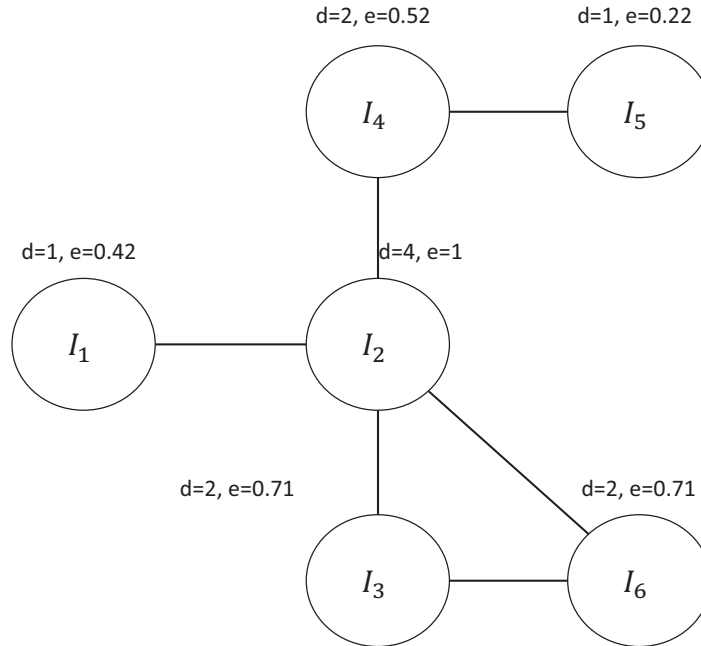 d=2, e=0.52
d=1, e=0.22
I₄
I₅
d=1, e=0.42
d=4, e=1
I₁
I₂
d=2, e=0.71
d=2, e=0.71
I₃
I₆